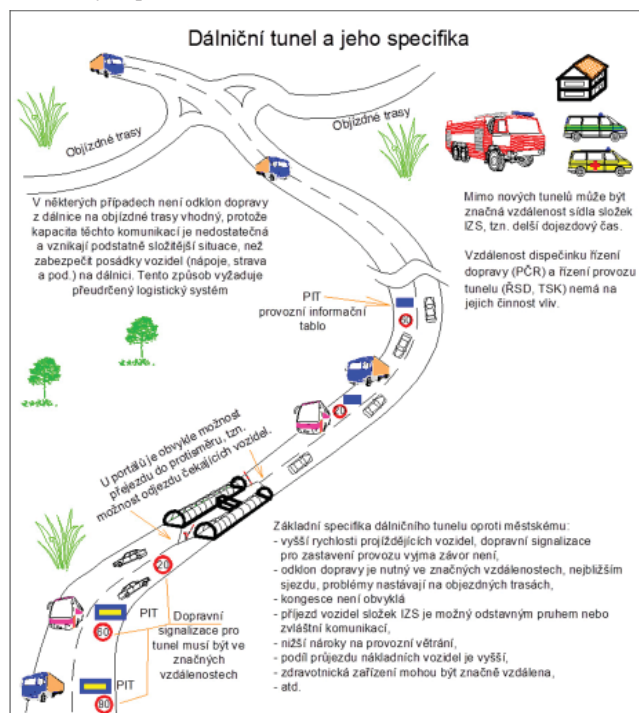 Dálniční tunel a jeho specifika
Objízdné trasy
Objízdné trasy
V některých případech není odklon dopravy
z dálnice na objízdné trasy vhodný, protože
kapacita těchto komunikací je nedostatečná
a vznikají podstatně složitější situace, než
zabezpečit posádky vozidel (nápoje, strava
a pod.) na dálnici. Tento způsob vyžaduje
předurčený logistický systém
Mimo nových tunelů může být
značná vzdálenost sídla složek
IZS, tzn. delší dojezdový čas.
Vzdálenost dispečinku řízení
dopravy (PČR) a řízení provozu
tunelu (ŘSD, TSK) nemá na
jejich činnost vliv.
PIT
provozní informační
tablo
U portálů je obvykle možnost
přejezdu do protisměru, tzn.
možnost odjezdu čekajících vozidel.
20
PIT
60
PIT
80
Dopravní
signalizace pro
tunel musí být ve
značných
vzdálenostech
Základní specifika dálničního tunelu oproti městskému:
- vyšší rychlosti projíždějících vozidel, dopravní signalizace
pro zastavení provozu vyjma závor není,
- odklon dopravy je nutný ve značných vzdálenostech, nejbližším
sjezdu, problémy nastávají na objezdných trasách,
- kongesce není obvyklá
- příjezd vozidel složek IZS je možný odstavným pruhem nebo
zvláštní komunikací,
- nižší nároky na provozní větrání,
- podíl průjezdu nákladních vozidel je vyšší,
- zdravotnická zařízení mohou být značně vzdálena,
- atd.